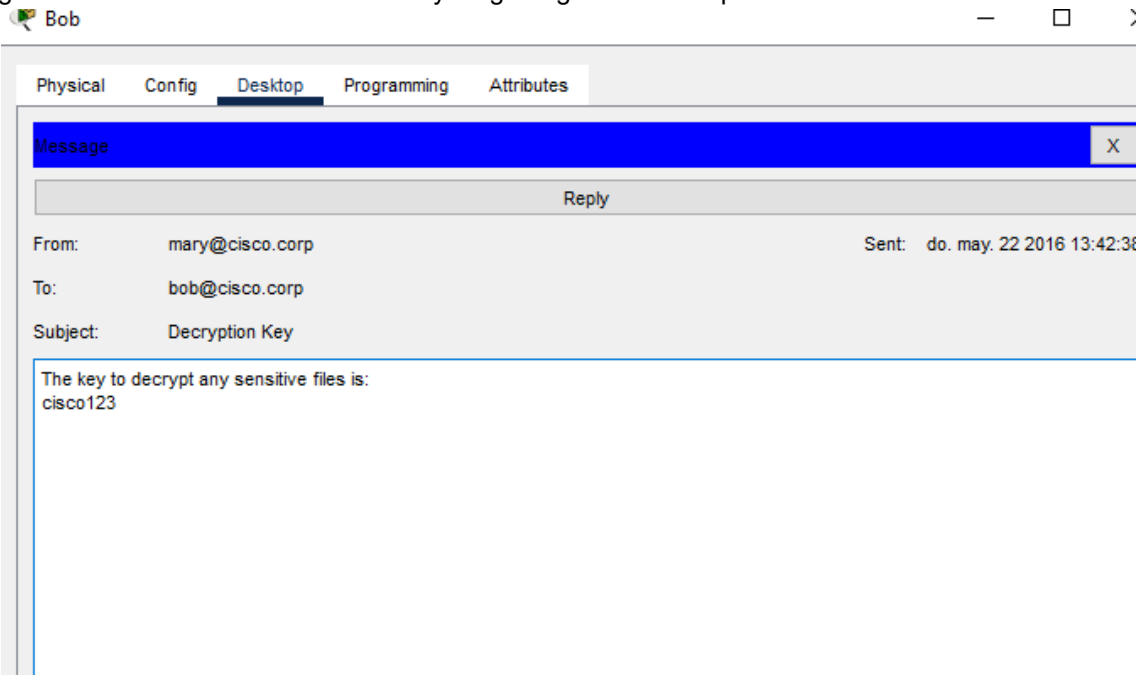 Bob
Physical Config Desktop Programming Attributes
Message X
Reply
From: mary@cisco.corp Sent: do. may. 22 2016 13:42:38
To: bob@cisco.corp
Subject: Decryption Key
The key to decrypt any sensitive files is:
cisco123